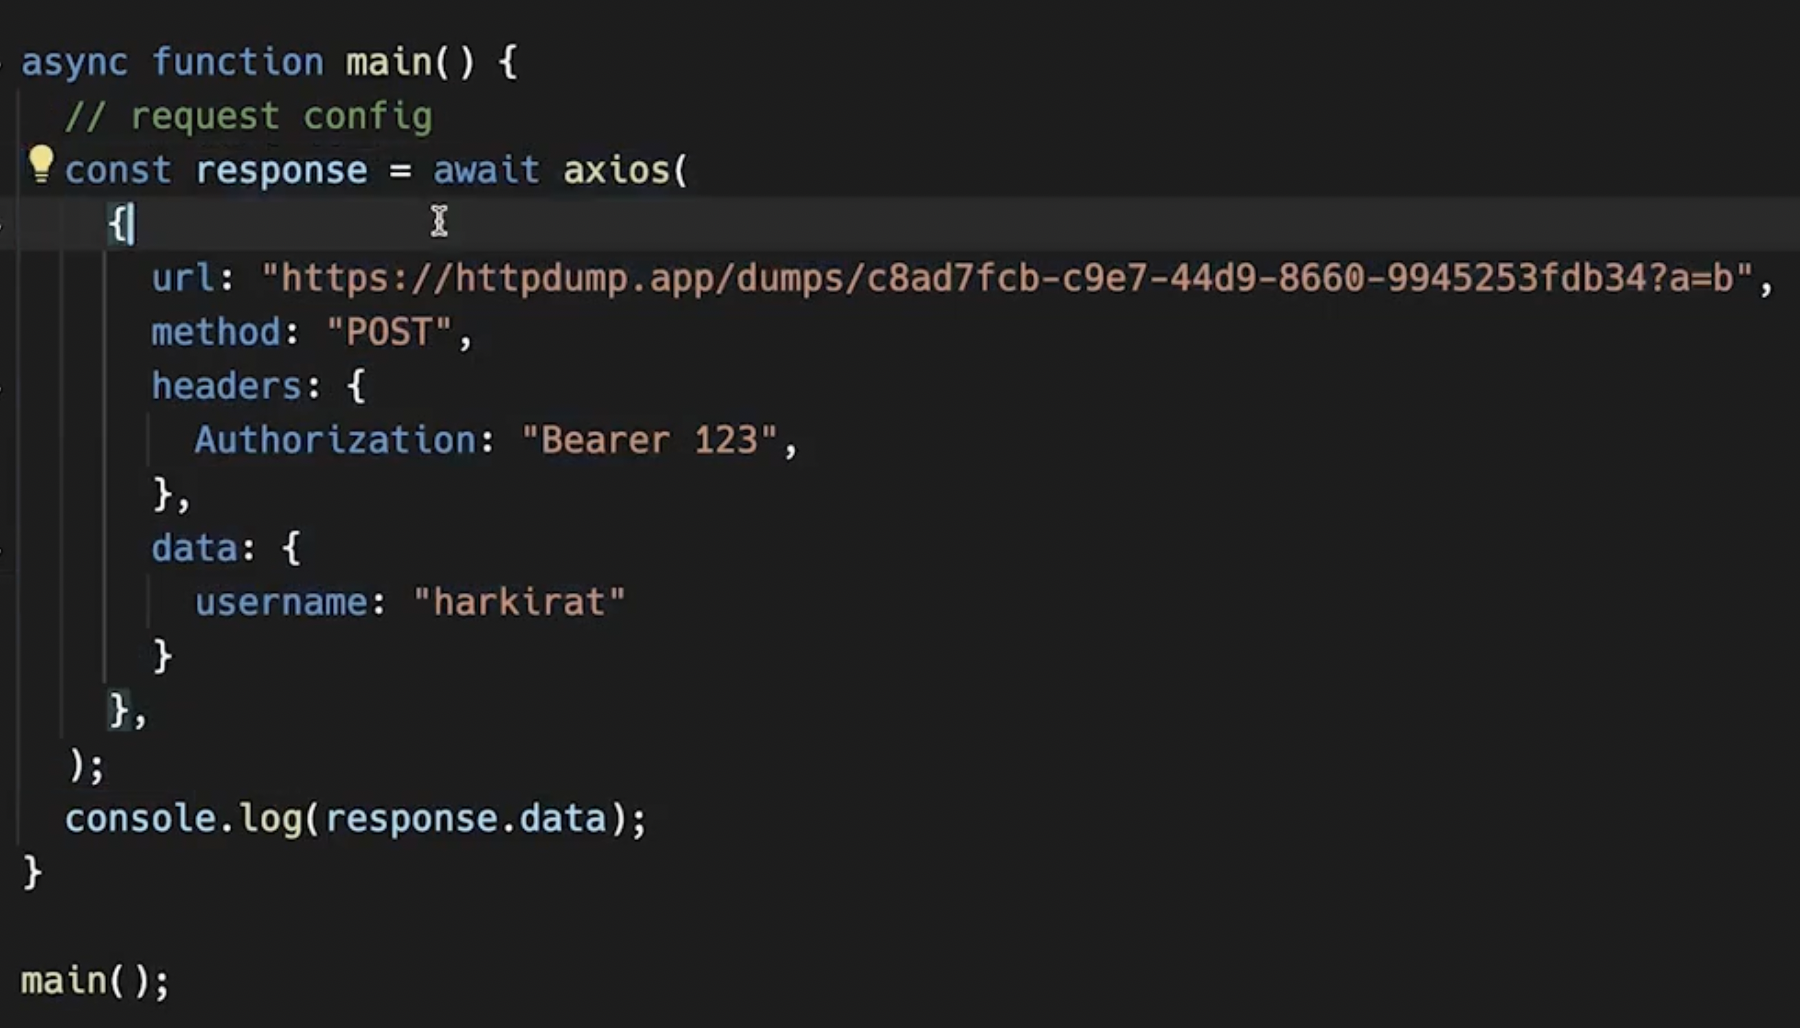 async function main() {
// request config
const response = await axios(
{
url: "https://httpdump.app/dumps/c8ad7fcb-c9e7-44d9-8660-9945253fdb34?a=b",
method: "POST",
headers: {
Authorization: "Bearer 123",
},
data: {
username: "harkirat"
}
},
);
console.log(response.data);
}
main();